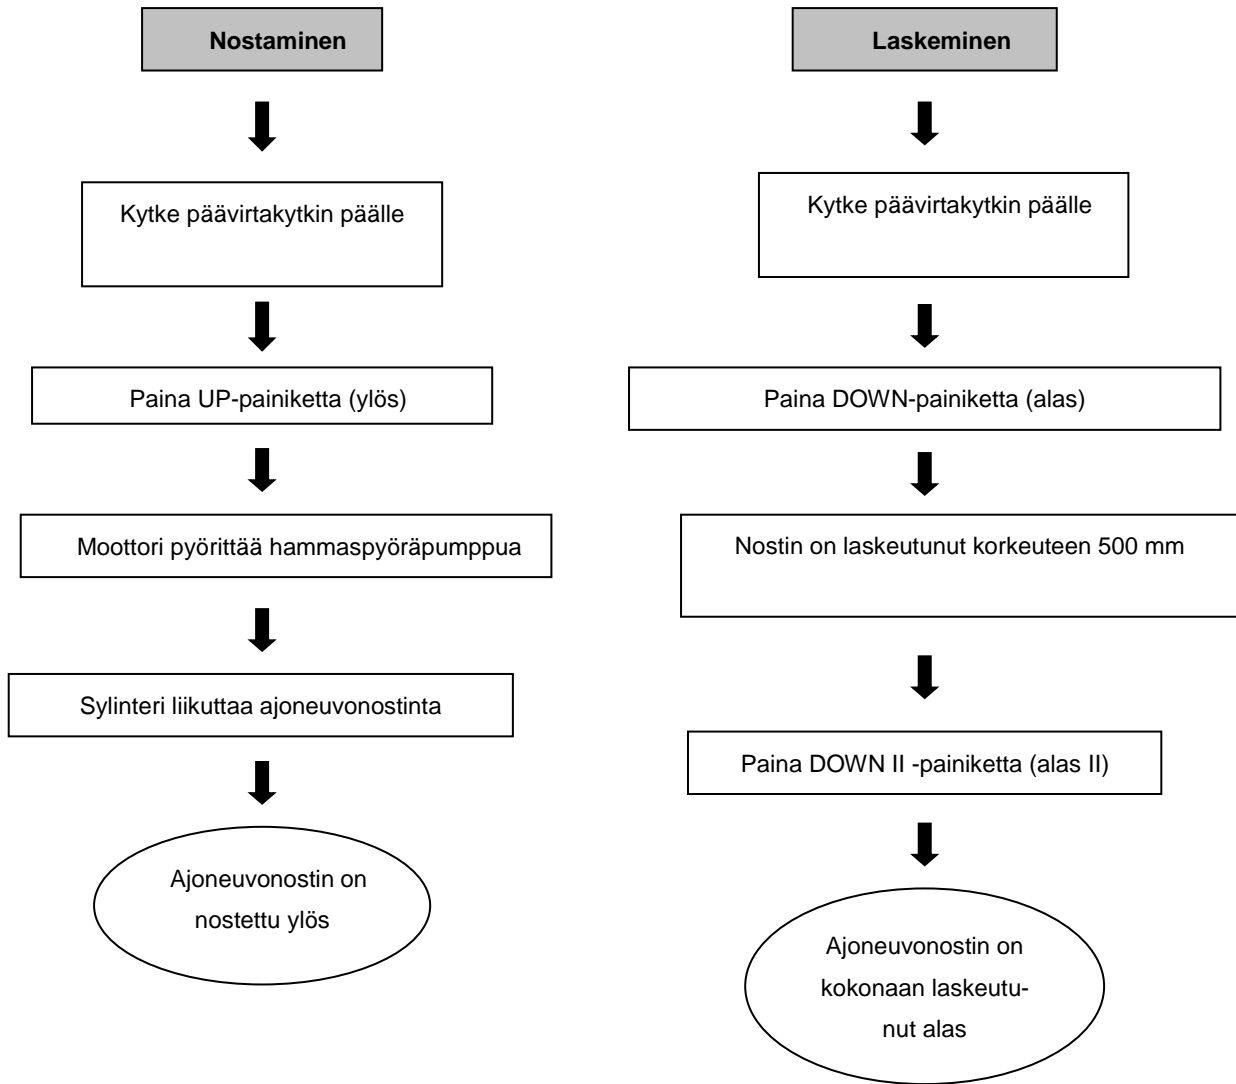 Nostaminen
Kytke päävirtakytkin päälle
Paina UP-painiketta (ylös)
Moottori pyörittää hammaspyöräpumppua
Sylinteri liikuttaa ajoneuvonostinta
Ajoneuvonostin on
nostettu ylös
Laskeminen
Kytke päävirtakytkin päälle
Paina DOWN-painiketta (alas)
Nostin on laskeutunut korkeuteen 500 mm
Paina DOWN II -painiketta (alas II)
Ajoneuvonostin on
kokonaan laskeutu-
nut alas